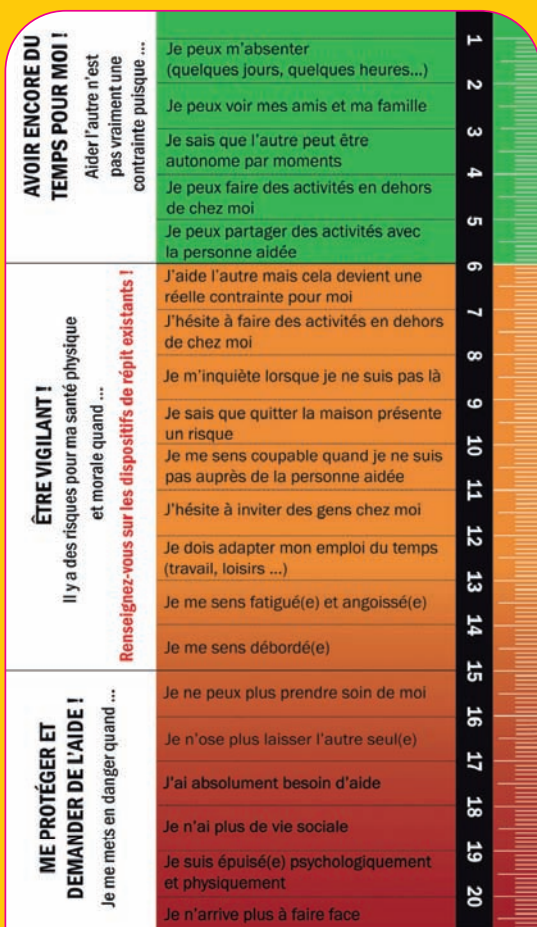 AVOIR ENCORE DU
TEMPS POUR MOI !
Aider l'autre n'est
pas vraiment une
contrainte puisque ...
Je peux m'absenter
(quelques jours, quelques heures...)
Je peux voir mes amis et ma famille
Je sais que l'autre peut être
autonome par moments
Je peux faire des activités en dehors
de chez moi
Je peux partager des activités avec
la personne aidée
ÊTRE VIGILANT !
Il y a des risques pour ma santé physique
et morale quand ...
Renseignez-vous sur les dispositifs de répit existants !
J'aide l'autre mais cela devient une
réelle contrainte pour moi
J'hésite à faire des activités en dehors
de chez moi
Je m'inquiète lorsque je ne suis pas là
Je sais que quitter la maison présente
un risque
Je me sens coupable quand je ne suis
pas auprès de la personne aidée
J'hésite à inviter des gens chez moi
Je dois adapter mon emploi du temps
(travail, loisirs ...)
Je me sens fatigué(e) et angoissé(e)
Je me sens débordé(e)
ME PROTÉGER ET
DEMANDER DE L'AIDE !
Je me mets en danger quand ...
Je ne peux plus prendre soin de moi
Je n'ose plus laisser l'autre seul(e)
J'ai absolument besoin d'aide
Je n'ai plus de vie sociale
Je suis épuisé(e) psychologiquement
et physiquement
Je n'arrive plus à faire face
1
2
3
4
5
6
7
8
9
10
11
12
13
14
15
16
17
18
19
20